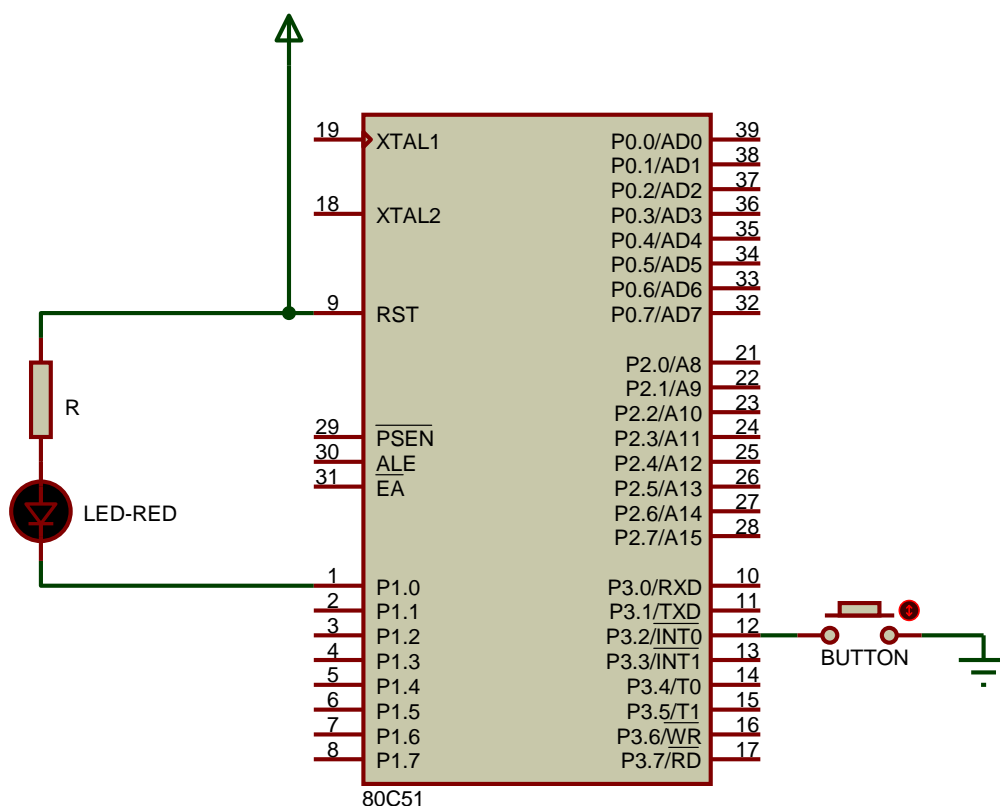 19 XTAL1 P0.0/AD0 39
P0.1/AD1 38
P0.2/AD2 37
18 XTAL2 P0.3/AD3 36
P0.4/AD4 35
P0.5/AD5 34
P0.6/AD6 33
9 RST P0.7/AD7 32
P2.0/A8 21
P2.1/A9 22
R
P2.2/A10 23
29 PSEN P2.3/A11 24
30 ALE P2.4/A12 25
31 EA P2.5/A13 26
LED-RED
P2.6/A14 27
P2.7/A15 28
1 P1.0 P3.0/RXD 10
2 P1.1 P3.1/TXD 11
3 P1.2 P3.2/INT0 12
4 P1.3 P3.3/INT1 13
BUTTON
5 P1.4 P3.4/T0 14
6 P1.5 P3.5/T1 15
7 P1.6 P3.6/WR 16
8 P1.7 P3.7/RD 17
80C51